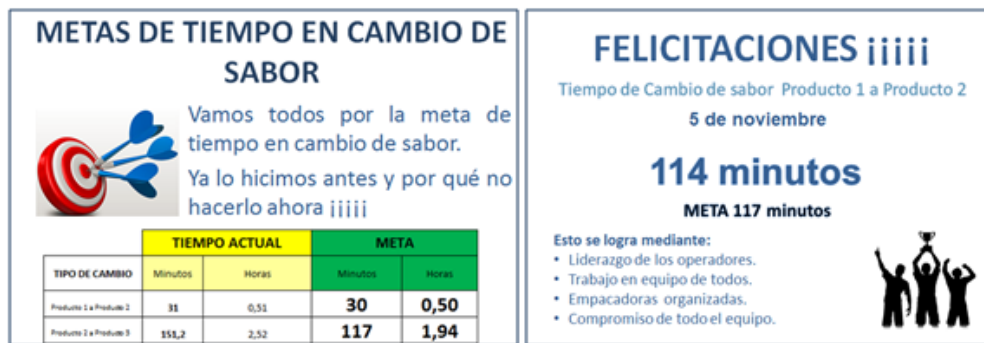 METAS DE TIEMPO EN CAMBIO DE
SABOR
Vamos todos por la meta de
tiempo en cambio de sabor.
Ya lo hicimos antes y por qué no
hacerlo ahora ¡¡¡¡¡
TIEMPO ACTUAL META
TIPO DE CAMBIO Minutos Horas Minutos Horas
Producto 1 a Producto 2 31 0,51 30 0,50
Producto 2 a Producto 3 151,2 2,52 117 1,94
FELICITACIONES ¡¡¡¡¡
Tiempo de Cambio de sabor Producto 1 a Producto 2
5 de noviembre
114 minutos
META 117 minutos
Esto se logra mediante:
• Liderazgo de los operadores.
• Trabajo en equipo de todos.
• Empacadoras organizadas.
• Compromiso de todo el equipo.